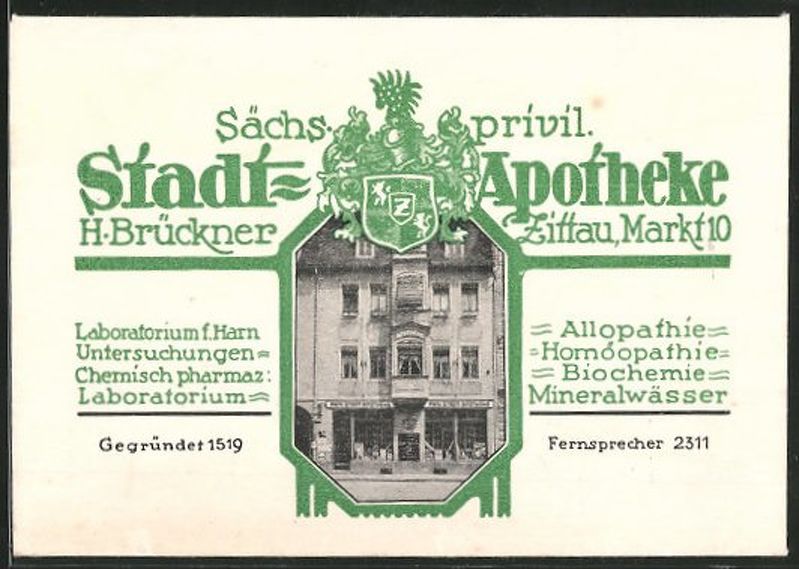 Sächs. privil.
Stadt= Apotheke
H. Brückner Zittau, Markt 10
Z
Laboratorium f. Harn
Untersuchungen=
Chemisch pharmaz:
Laboratorium=
Gegründet 1519
=Allopathie=
=Homöopathie=
=Biochemie=
Mineralwässer
Fernsprecher 2311